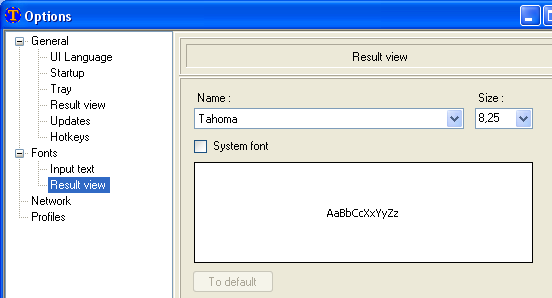 Options
General
UI Language
Startup
Tray
Result view
Updates
Hotkeys
Fonts
Input text
Result view
Network
Profiles
Result view
Name : Size :
Tahoma 8,25
System font
AaBbCcXxYyZz
To default